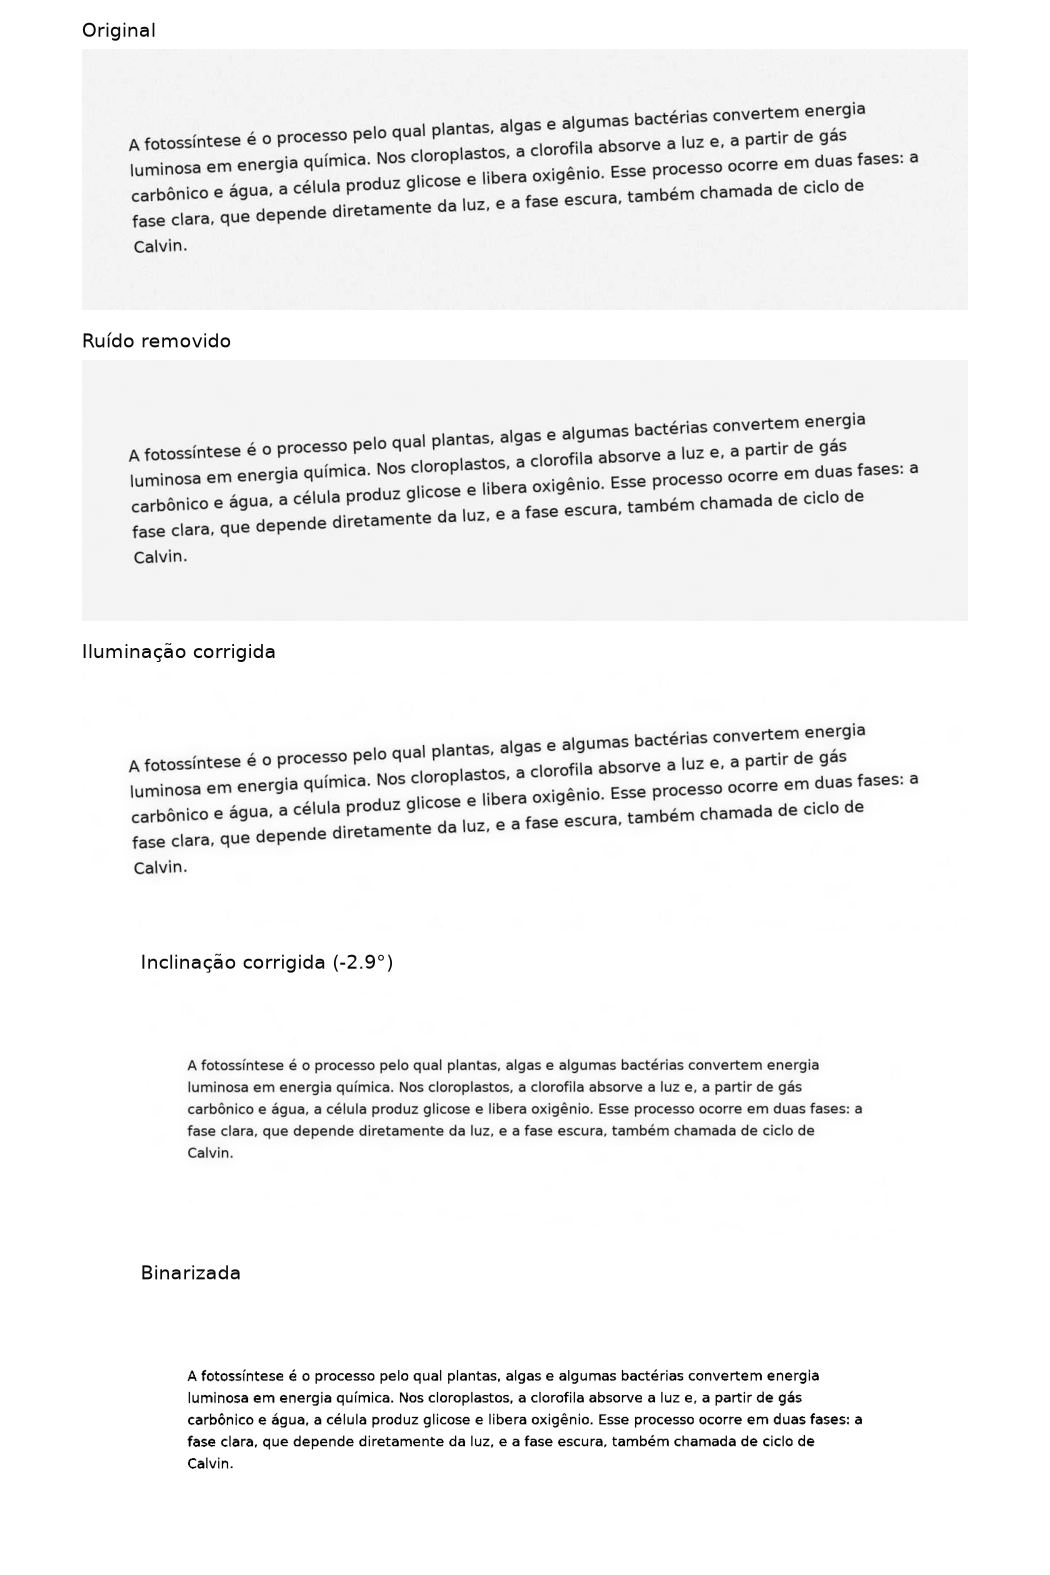 Original
A fotossíntese é o processo pelo qual plantas, algas e algumas bactérias convertem energia
luminosa em energia química. Nos cloroplastos, a clorofila absorve a luz e, a partir de gás
carbônico e água, a célula produz glicose e libera oxigênio. Esse processo ocorre em duas fases: a
fase clara, que depende diretamente da luz, e a fase escura, também chamada de ciclo de
Calvin.
Ruído removido
A fotossíntese é o processo pelo qual plantas, algas e algumas bactérias convertem energia
luminosa em energia química. Nos cloroplastos, a clorofila absorve a luz e, a partir de gás
carbônico e água, a célula produz glicose e libera oxigênio. Esse processo ocorre em duas fases: a
fase clara, que depende diretamente da luz, e a fase escura, também chamada de ciclo de
Calvin.
Iluminação corrigida
A fotossíntese é o processo pelo qual plantas, algas e algumas bactérias convertem energia
luminosa em energia química. Nos cloroplastos, a clorofila absorve a luz e, a partir de gás
carbônico e água, a célula produz glicose e libera oxigênio. Esse processo ocorre em duas fases: a
fase clara, que depende diretamente da luz, e a fase escura, também chamada de ciclo de
Calvin.
Inclinação corrigida (-2.9°)
A fotossíntese é o processo pelo qual plantas, algas e algumas bactérias convertem energia
luminosa em energia química. Nos cloroplastos, a clorofila absorve a luz e, a partir de gás
carbônico e água, a célula produz glicose e libera oxigênio. Esse processo ocorre em duas fases: a
fase clara, que depende diretamente da luz, e a fase escura, também chamada de ciclo de
Calvin.
Binarizada
A fotossíntese é o processo pelo qual plantas, algas e algumas bactérias convertem energia
luminosa em energia química. Nos cloroplastos, a clorofila absorve a luz e, a partir de gás
carbônico e água, a célula produz glicose e libera oxigênio. Esse processo ocorre em duas fases: a
fase clara, que depende diretamente da luz, e a fase escura, também chamada de ciclo de
Calvin.